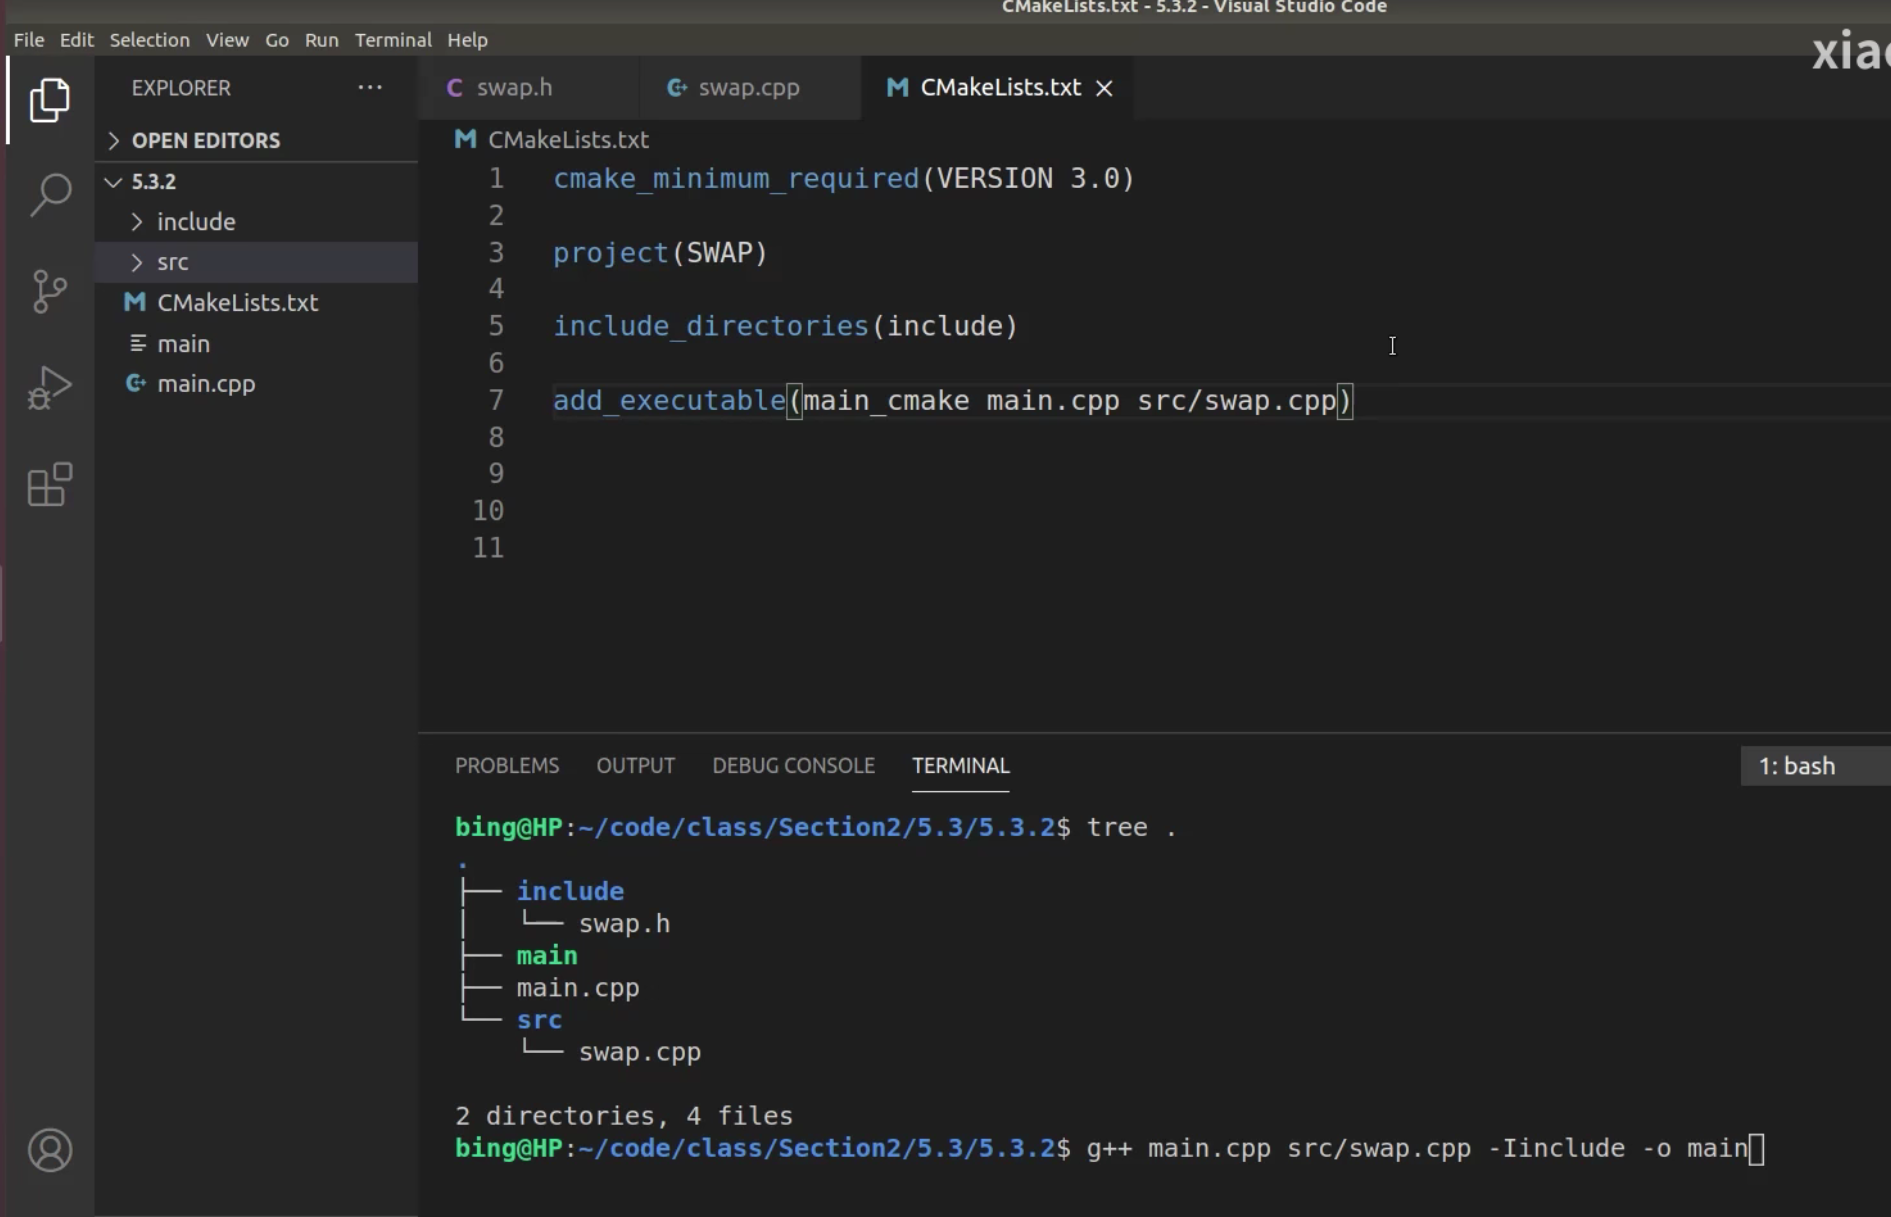 CMakeLists.txt - 5.3.2 - Visual Studio Code
File Edit Selection View Go Run Terminal Help
EXPLORER ···
OPEN EDITORS
5.3.2
include
src
CMakeLists.txt
main
main.cpp
swap.h swap.cpp CMakeLists.txt
CMakeLists.txt
1 cmake_minimum_required(VERSION 3.0)
2
3 project(SWAP)
4
5 include_directories(include)
6
7 add_executable(main_cmake main.cpp src/swap.cpp)
8
9
10
11
PROBLEMS OUTPUT DEBUG CONSOLE TERMINAL 1: bash
bing@HP:~/code/class/Section2/5.3/5.3.2$ tree .
.
├── include
│   └── swap.h
├── main
├── main.cpp
└── src
    └── swap.cpp
2 directories, 4 files
bing@HP:~/code/class/Section2/5.3/5.3.2$ g++ main.cpp src/swap.cpp -Iinclude -o main